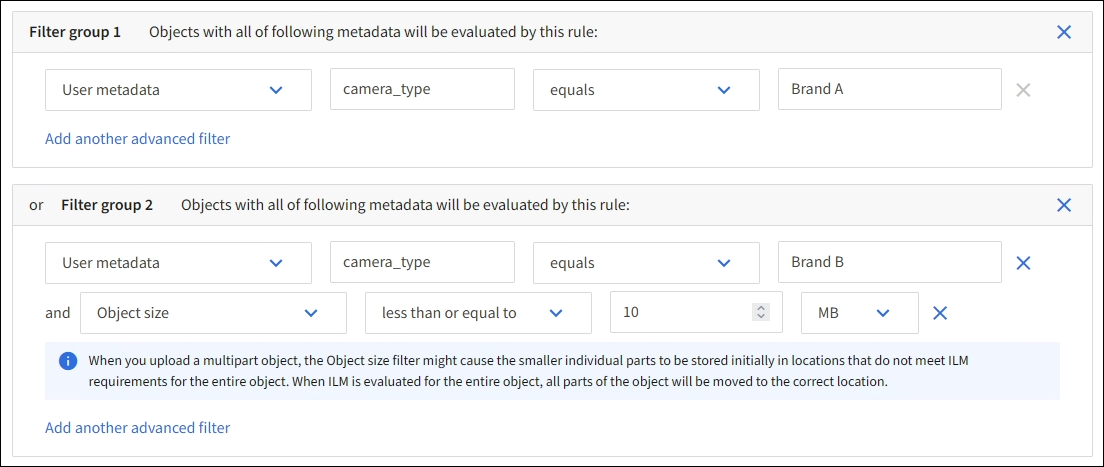 Filter group 1 Objects with all of following metadata will be evaluated by this rule:
User metadata camera_type equals Brand A
Add another advanced filter
or Filter group 2 Objects with all of following metadata will be evaluated by this rule:
User metadata camera_type equals Brand B
and Object size less than or equal to 10 MB
When you upload a multipart object, the Object size filter might cause the smaller individual parts to be stored initially in locations that do not meet ILM
requirements for the entire object. When ILM is evaluated for the entire object, all parts of the object will be moved to the correct location.
Add another advanced filter